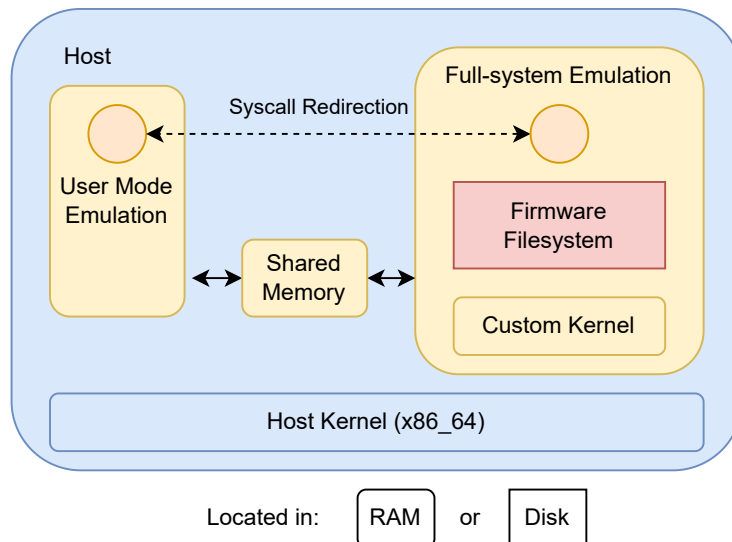 Host
Full-system Emulation
Syscall Redirection
User Mode
Emulation
Firmware
Filesystem
Shared
Memory
Custom Kernel
Host Kernel (x86_64)
Located in: RAM or Disk